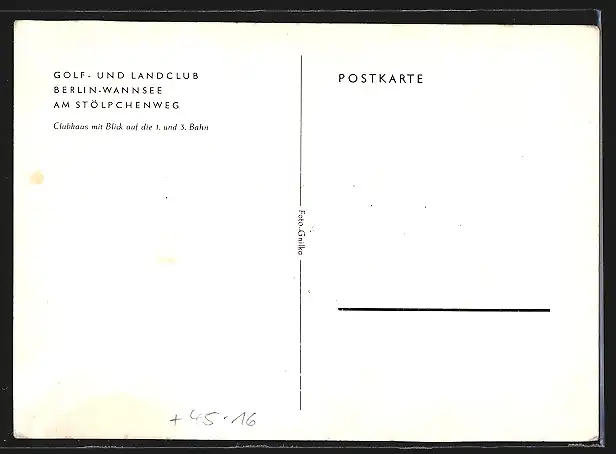 GOLF- UND LANDCLUB
BERLIN-WANNSEE
AM STÖLPCHENWEG
Clubhaus mit Blick auf die 1. und 3. Bahn
POSTKARTE
Foto-Gnilka
+45·16